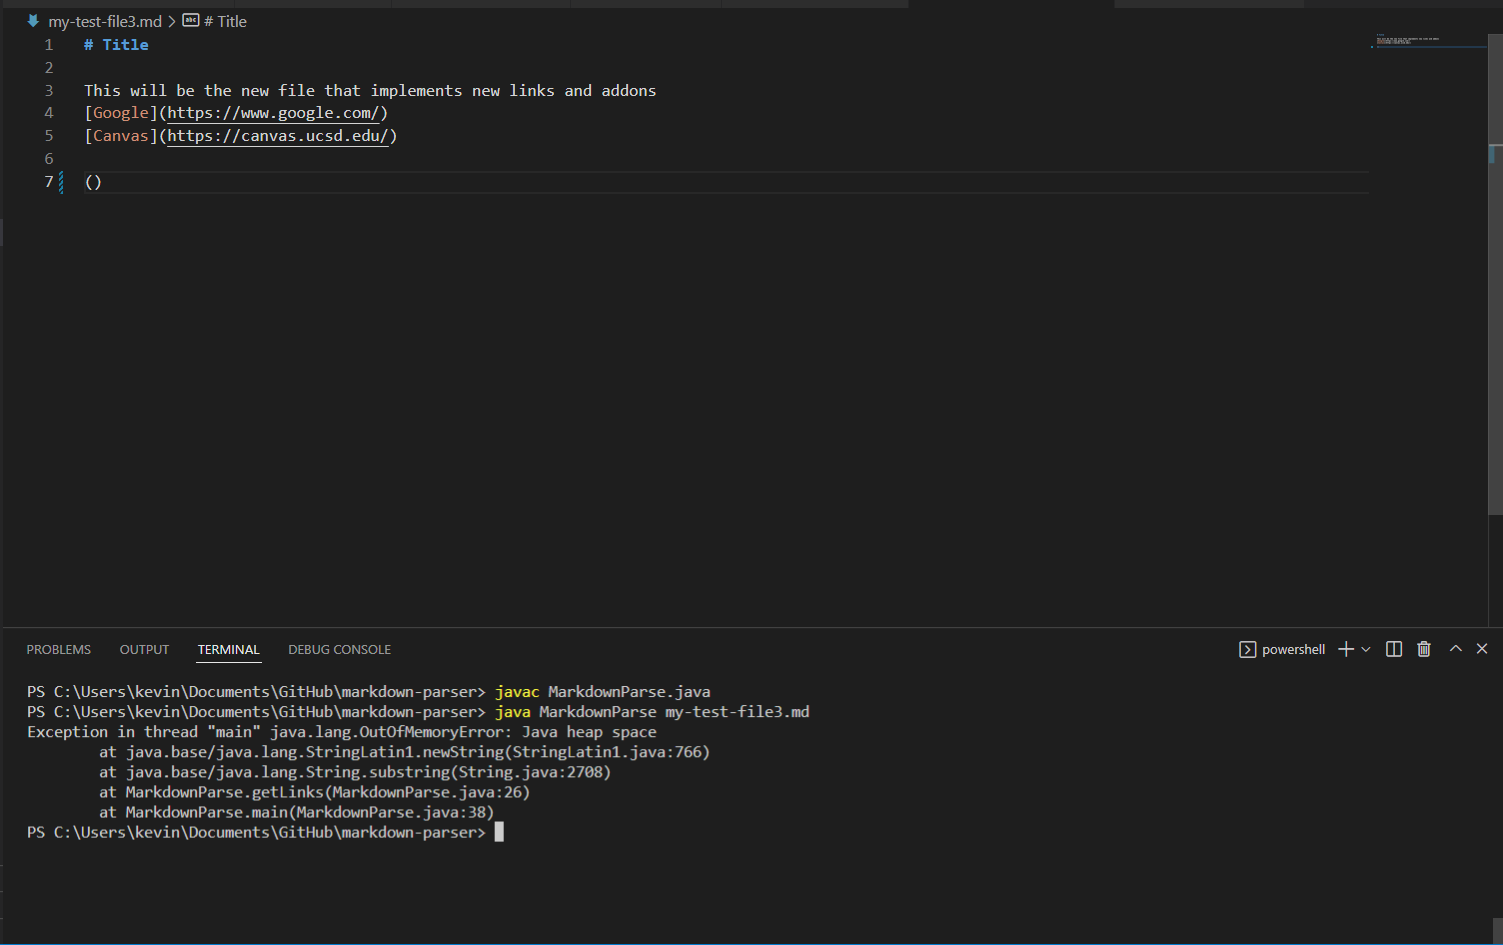 my-test-file3.md > abc # Title
1 # Title
2
3 This will be the new file that implements new links and addons
4 [Google](https://www.google.com/)
5 [Canvas](https://canvas.ucsd.edu/)
6
7 ()
PROBLEMS OUTPUT TERMINAL DEBUG CONSOLE powershell
PS C:\Users\kevin\Documents\GitHub\markdown-parser> javac MarkdownParse.java
PS C:\Users\kevin\Documents\GitHub\markdown-parser> java MarkdownParse my-test-file3.md
Exception in thread "main" java.lang.OutOfMemoryError: Java heap space
at java.base/java.lang.StringLatin1.newString(StringLatin1.java:766)
at java.base/java.lang.String.substring(String.java:2708)
at MarkdownParse.getLinks(MarkdownParse.java:26)
at MarkdownParse.main(MarkdownParse.java:38)
PS C:\Users\kevin\Documents\GitHub\markdown-parser>